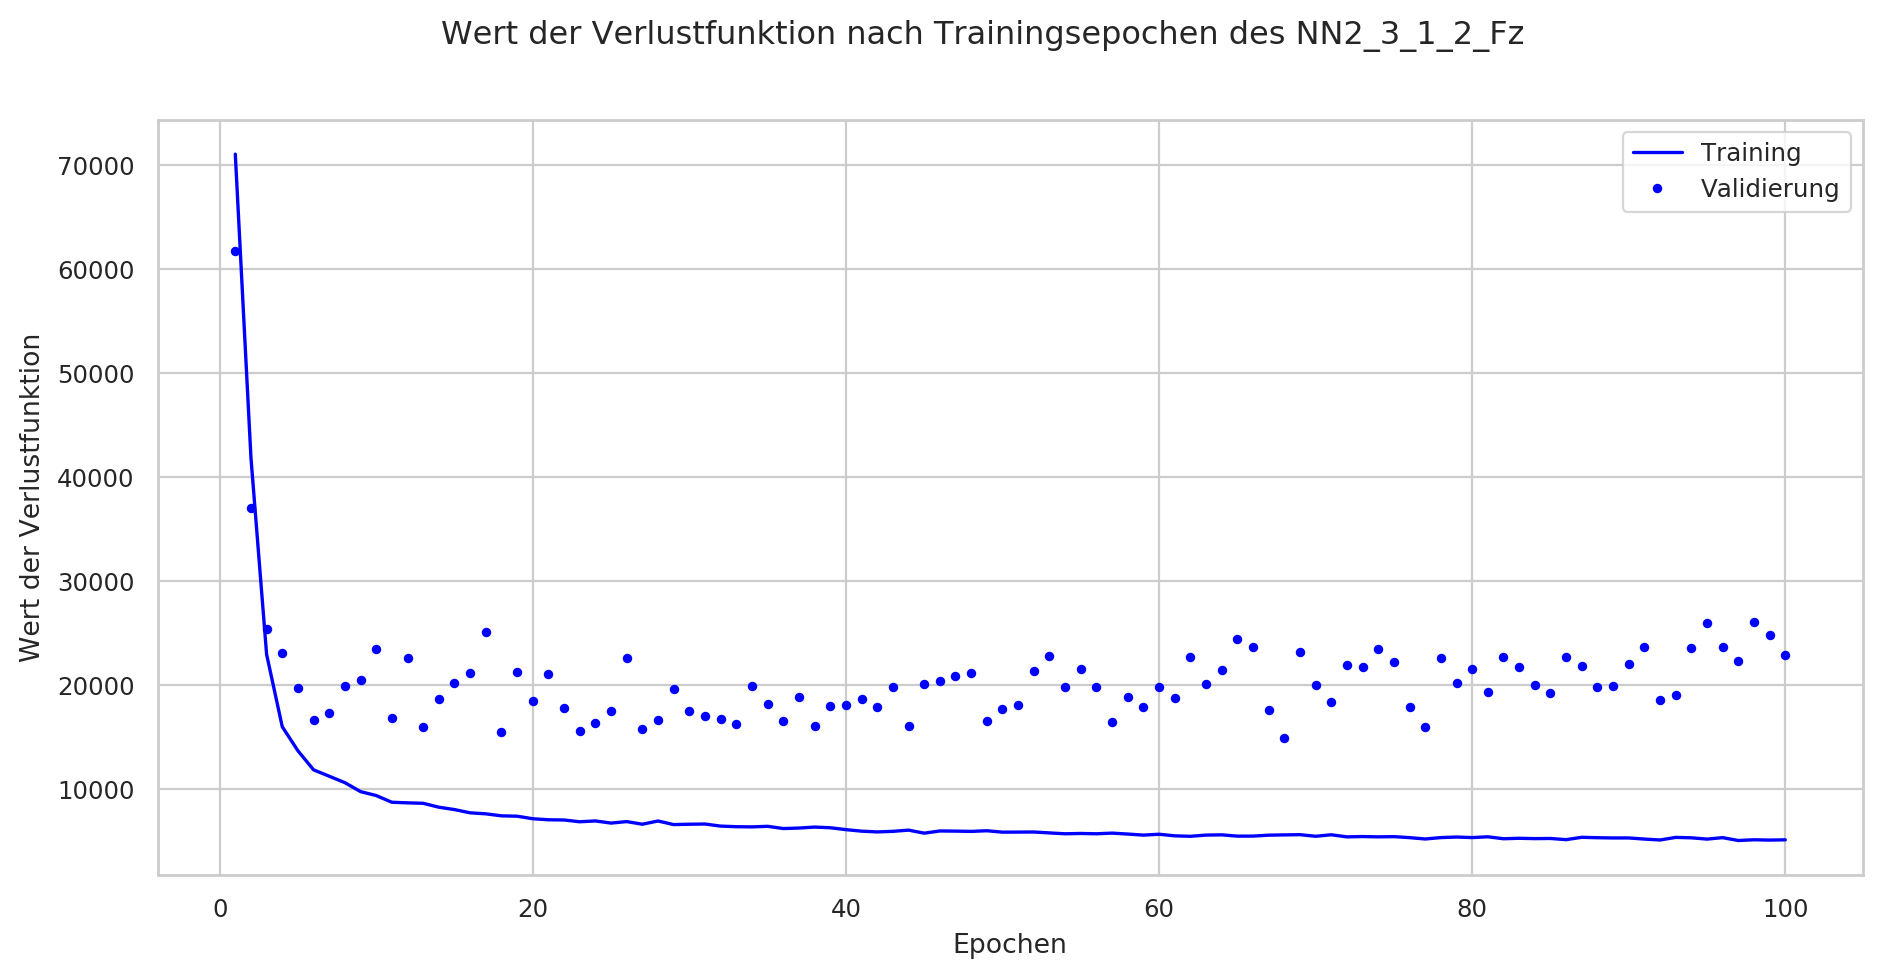 Wert der Verlustfunktion nach Trainingsepochen des NN2_3_1_2_Fz
Training
Validierung
Wert der Verlustfunktion
70000
60000
50000
40000
30000
20000
10000
0
20
40
60
80
100
Epochen